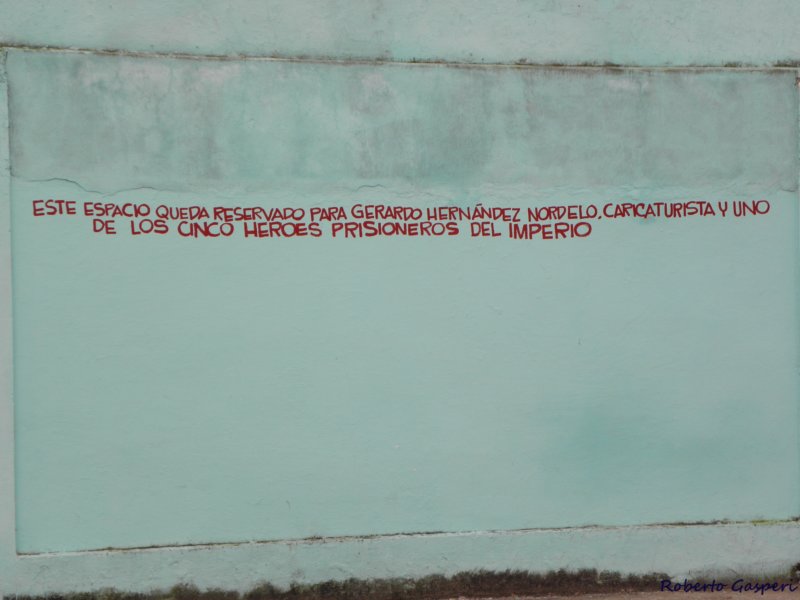 ESTE ESPACIO QUEDA RESERVADO PARA GERARDO HERNÁNDEZ NORDELO, CARICATURISTA Y UNO
DE LOS CINCO HEROES PRISIONEROS DEL IMPERIO
Roberto Gasperi